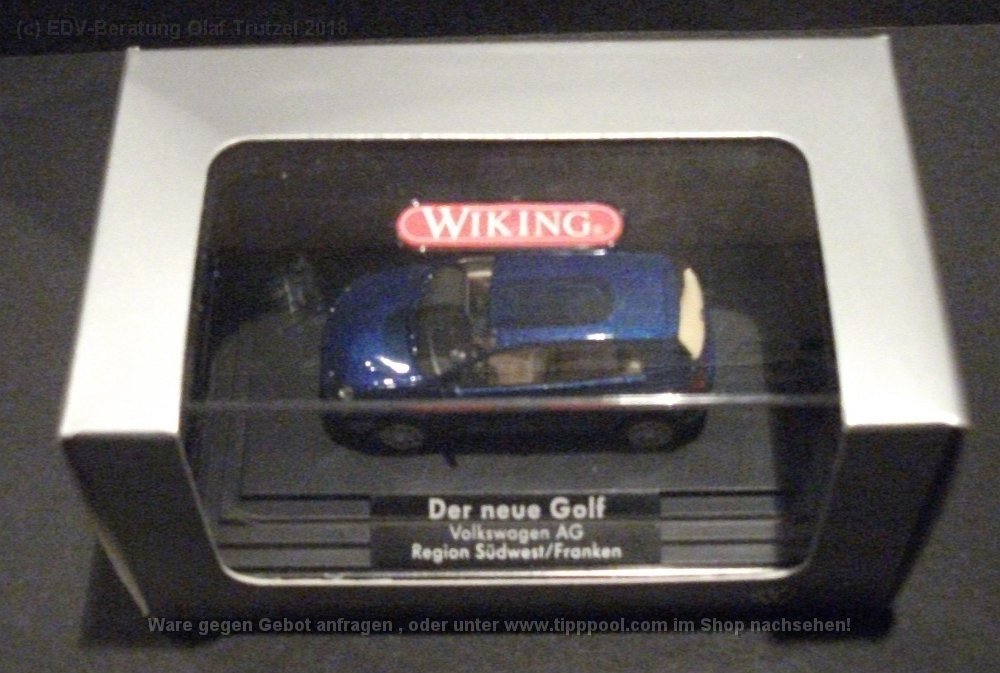 (c) EDV-Beratung Olaf Trutzel 2018
WIKING®
Der neue Golf
Volkswagen AG
Region Südwest/Franken
Ware gegen Gebot anfragen , oder unter www.tipppool.com im Shop nachsehen!